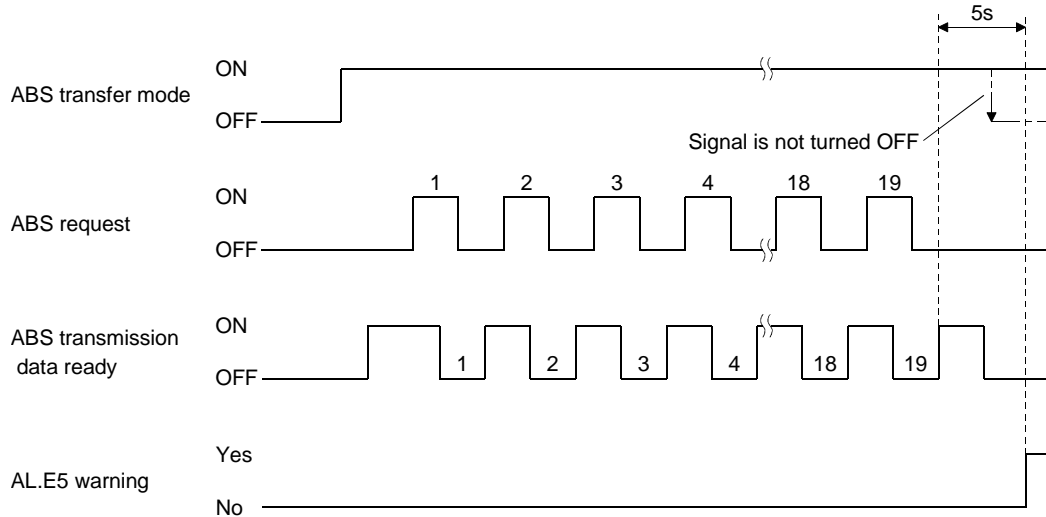 5s
ON
ABS transfer mode
OFF
Signal is not turned OFF
1 2 3 4 18 19
ON
ABS request
OFF
ON
ABS transmission
data ready
1 2 3 4 18 19
OFF
Yes
AL.E5 warning
No